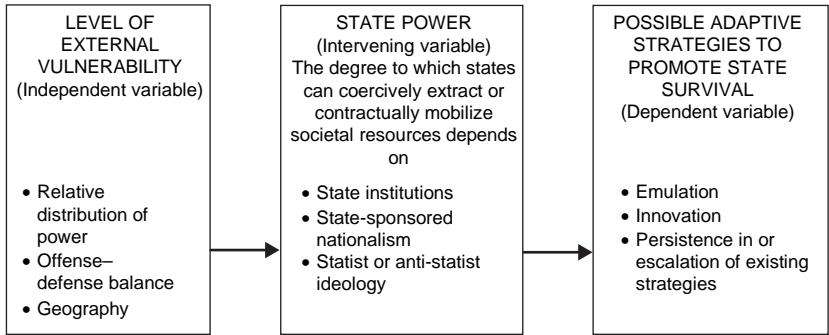 LEVEL OF
EXTERNAL
VULNERABILITY
(Independent variable)
• Relative
distribution of
power
• Offense–
defense balance
• Geography
STATE POWER
(Intervening variable)
The degree to which states
can coercively extract or
contractually mobilize
societal resources depends
on
• State institutions
• State-sponsored
nationalism
• Statist or anti-statist
ideology
POSSIBLE ADAPTIVE
STRATEGIES TO
PROMOTE STATE
SURVIVAL
(Dependent variable)
• Emulation
• Innovation
• Persistence in or
escalation of existing
strategies